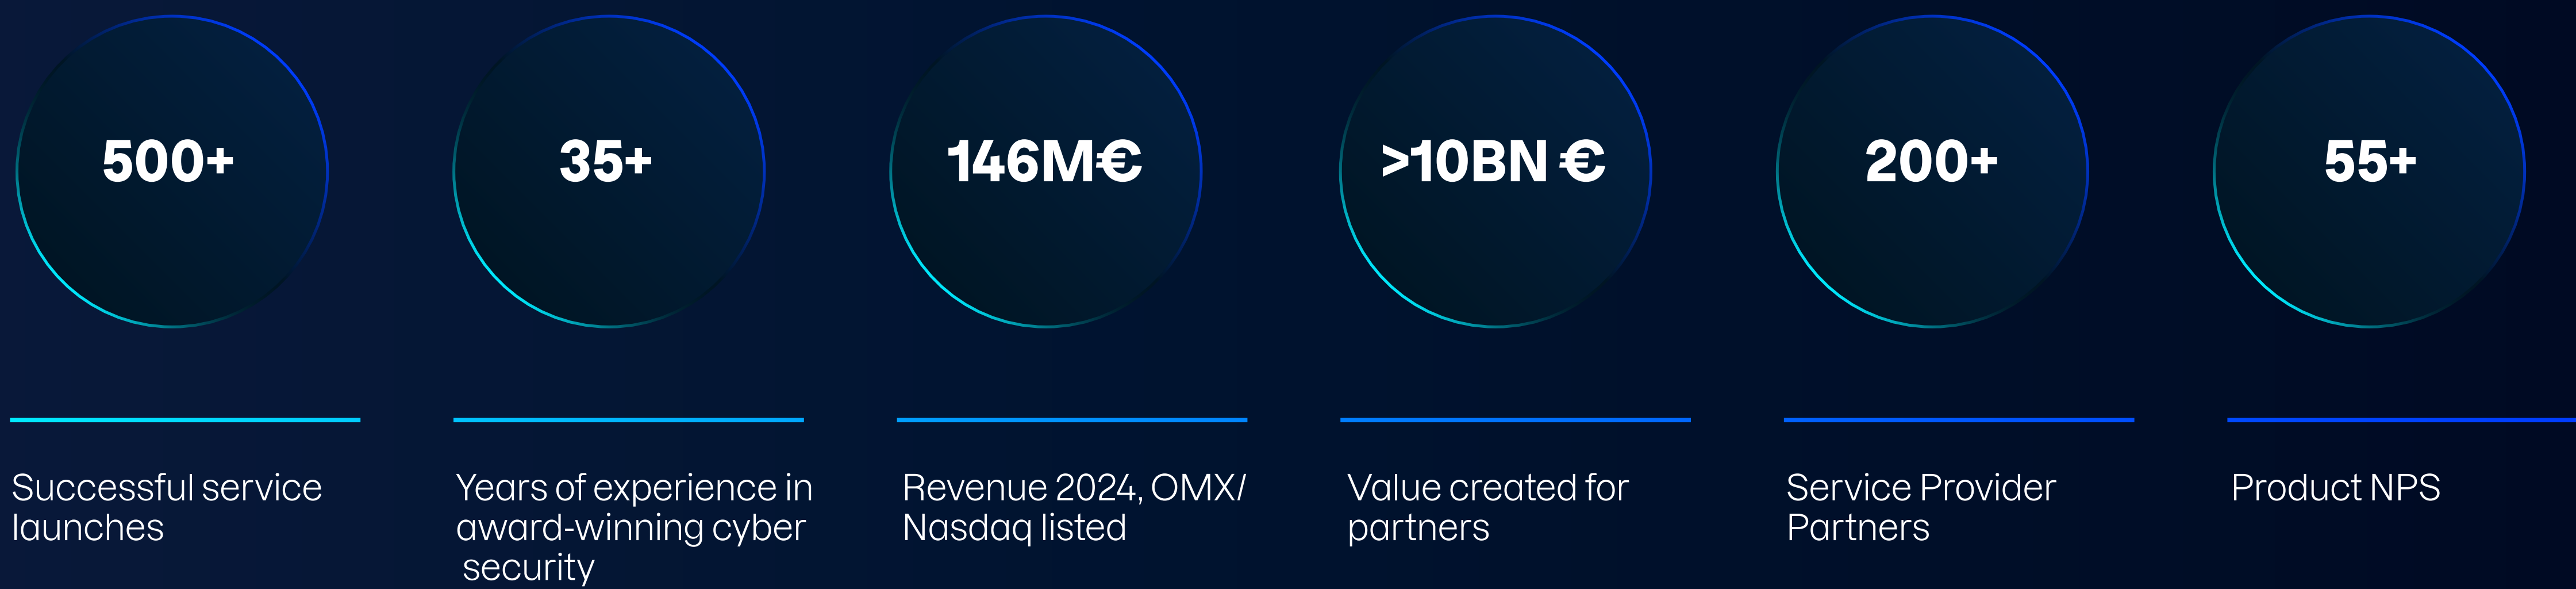 500+
Successful service
launches
35+
Years of experience in
award-winning cyber
security
146M€
Revenue 2024, OMX/
Nasdaq listed
>10BN €
Value created for
partners
200+
Service Provider
Partners
55+
Product NPS